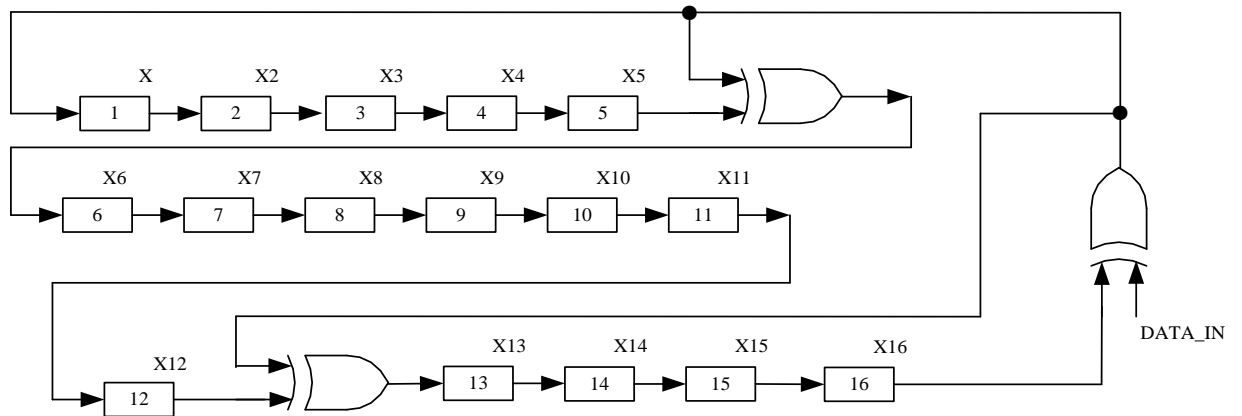 X X2 X3 X4 X5
1 2 3 4 5
X6 X7 X8 X9 X10 X11
6 7 8 9 10 11
DATA_IN
X12 X13 X14 X15 X16
12 13 14 15 16